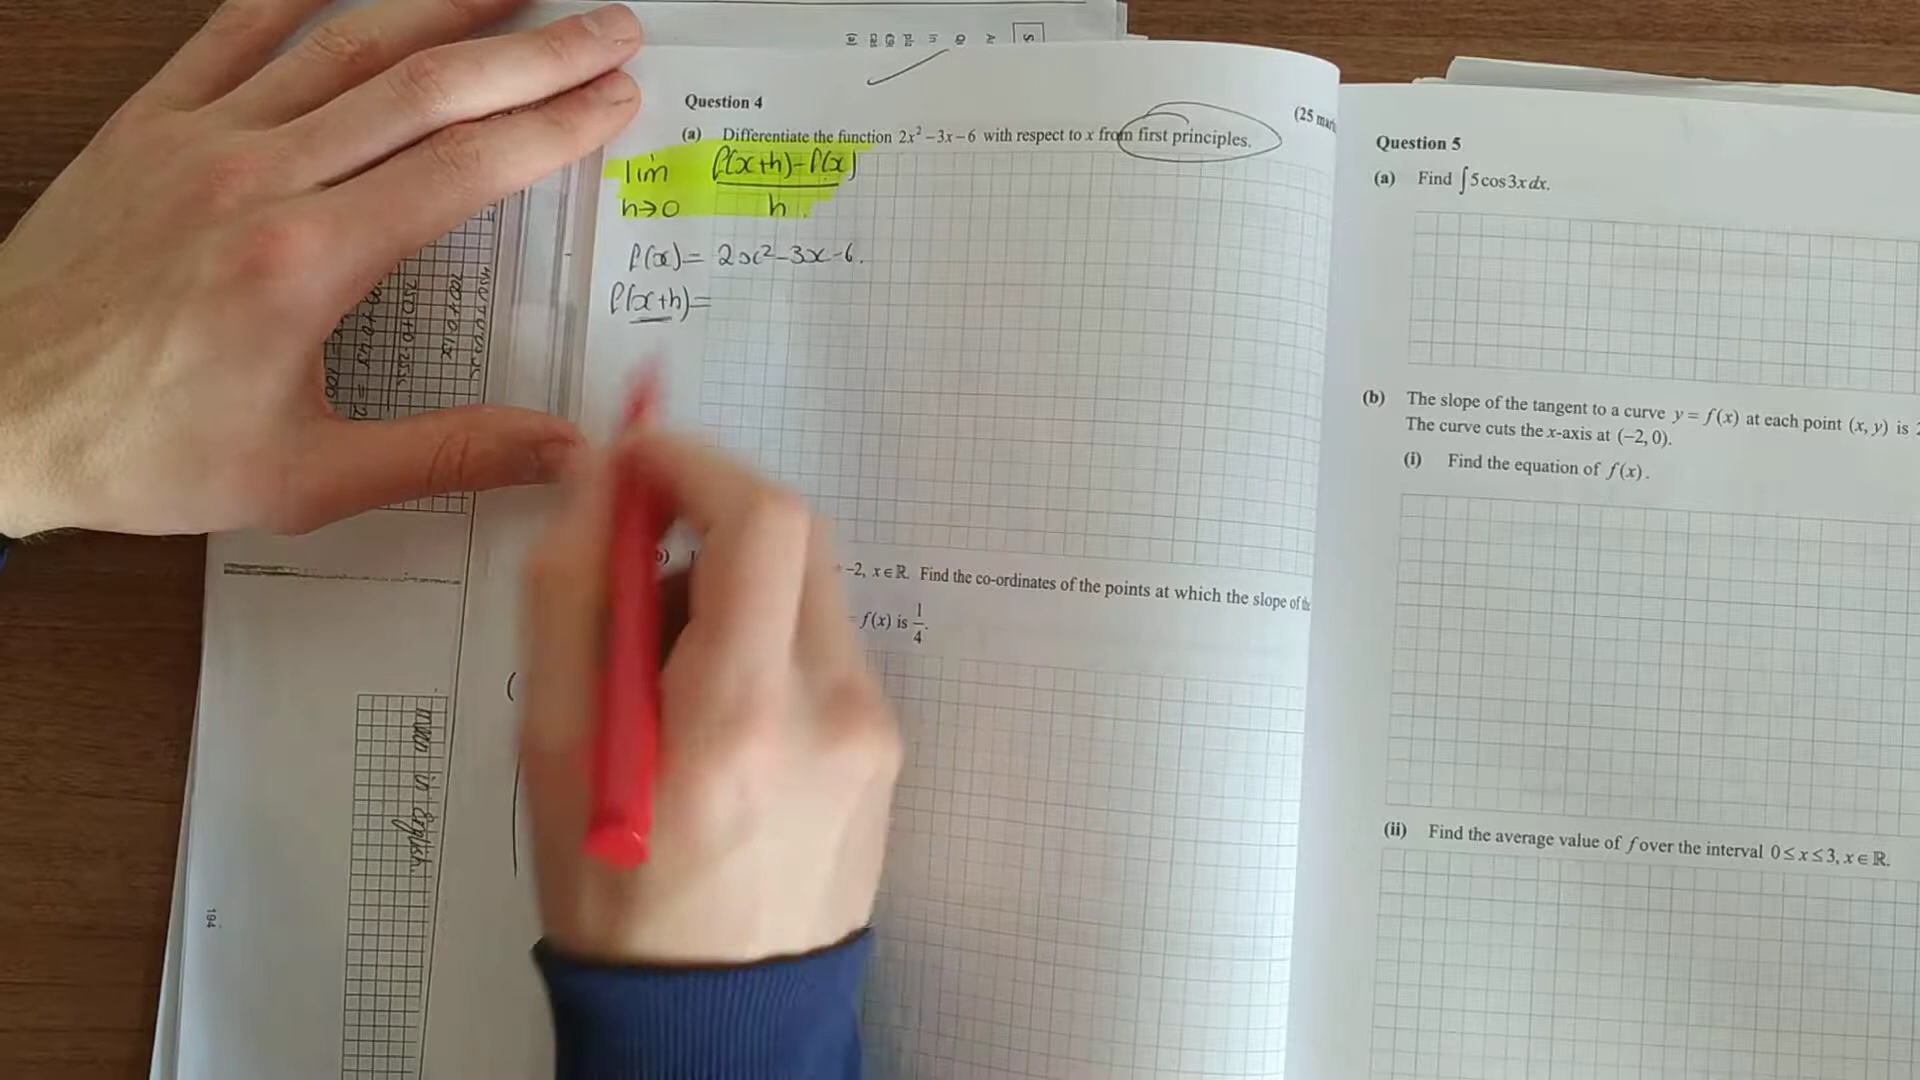 Question 4
(25
(a) Differentiate the function 2x² – 3x – 6 with respect to x from first principles.
lim f(x+h)-f(x)
h→0 h
f(x) = 2x²-3x-6.
f(x+h)=
b)
-2, x∈ℝ. Find the co-ordinates of the points at which the slope of
= f(x) is 1/4.
Question 5
(a) Find ∫5cos3x dx.
(b) The slope of the tangent to a curve y = f(x) at each point (x, y) is
The curve cuts the x-axis at (–2, 0).
(i) Find the equation of f(x).
(ii) Find the average value of f over the interval 0 ≤ x ≤ 3, x ∈ ℝ.
in English.
194